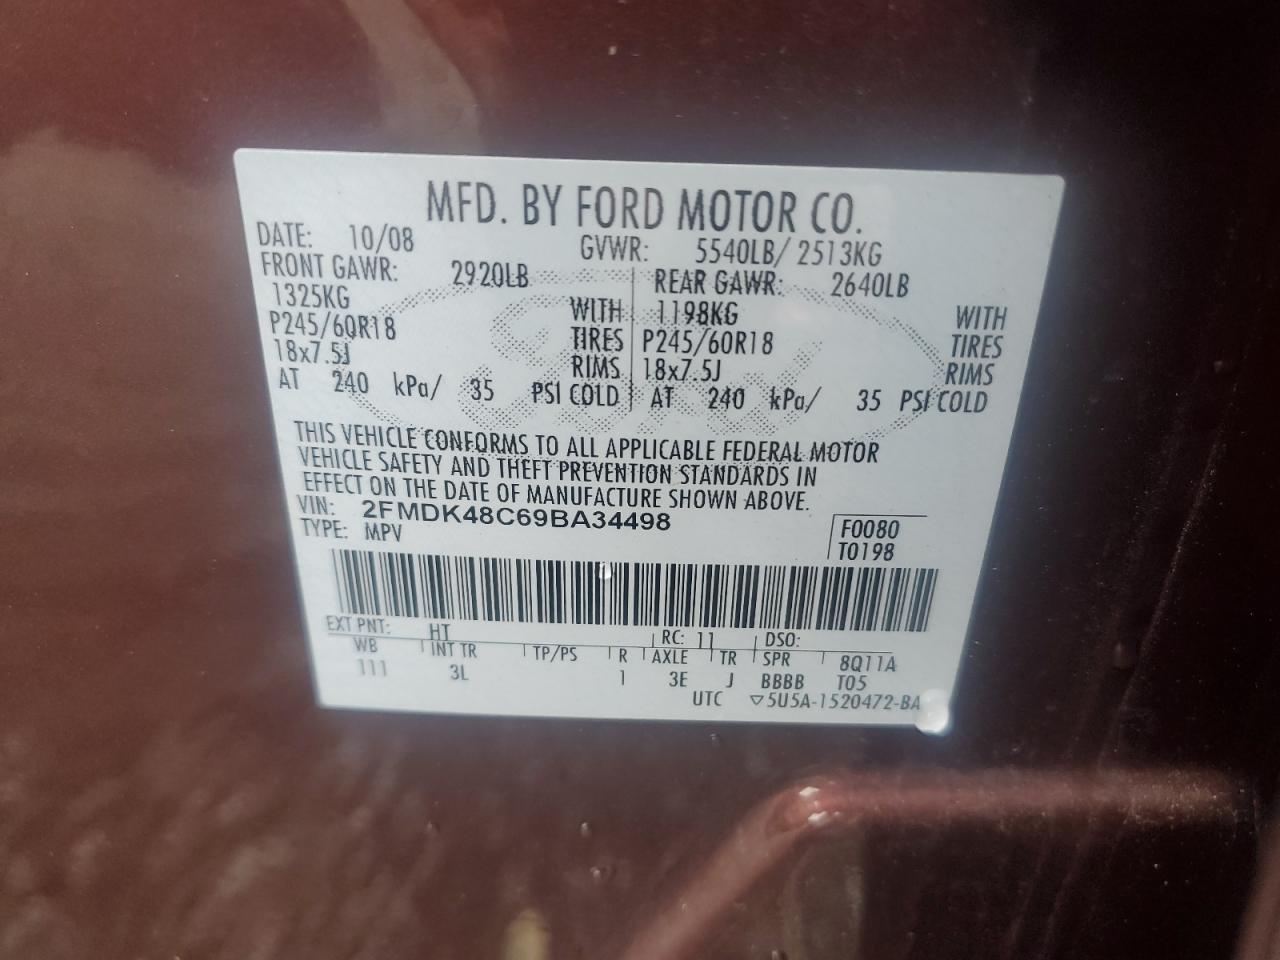 MFD. BY FORD MOTOR CO.
DATE: 10/08 GVWR: 5540LB/ 2513KG
FRONT GAWR: 2920LB REAR GAWR: 2640LB
1325KG WITH 1198KG WITH
P245/60R18 TIRES P245/60R18 TIRES
18x7.5J RIMS 18x7.5J RIMS
AT 240 kPa/ 35 PSI COLD AT 240 kPa/ 35 PSI COLD
THIS VEHICLE CONFORMS TO ALL APPLICABLE FEDERAL MOTOR
VEHICLE SAFETY AND THEFT PREVENTION STANDARDS IN
EFFECT ON THE DATE OF MANUFACTURE SHOWN ABOVE.
VIN: 2FMDK48C69BA34498 F0080
TYPE: MPV T0198
EXT PNT: HT RC: 11 DSO:
WB INT TR TP/PS R AXLE TR SPR 8Q11A
111 3L 1 3E J BBBB T05
UTC ▽5U5A-1520472-BA